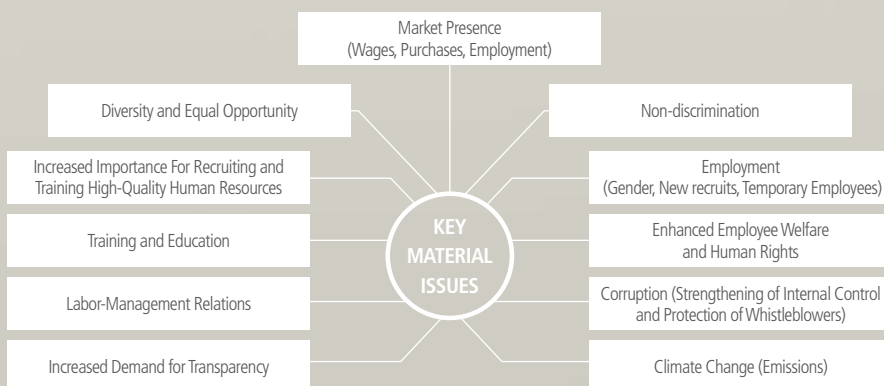 Market Presence
(Wages, Purchases, Employment)
Diversity and Equal Opportunity
Non-discrimination
Increased Importance For Recruiting and
Training High-Quality Human Resources
Employment
(Gender, New recruits, Temporary Employees)
KEY
MATERIAL
ISSUES
Training and Education
Enhanced Employee Welfare
and Human Rights
Labor-Management Relations
Corruption (Strengthening of Internal Control
and Protection of Whistleblowers)
Increased Demand for Transparency
Climate Change (Emissions)